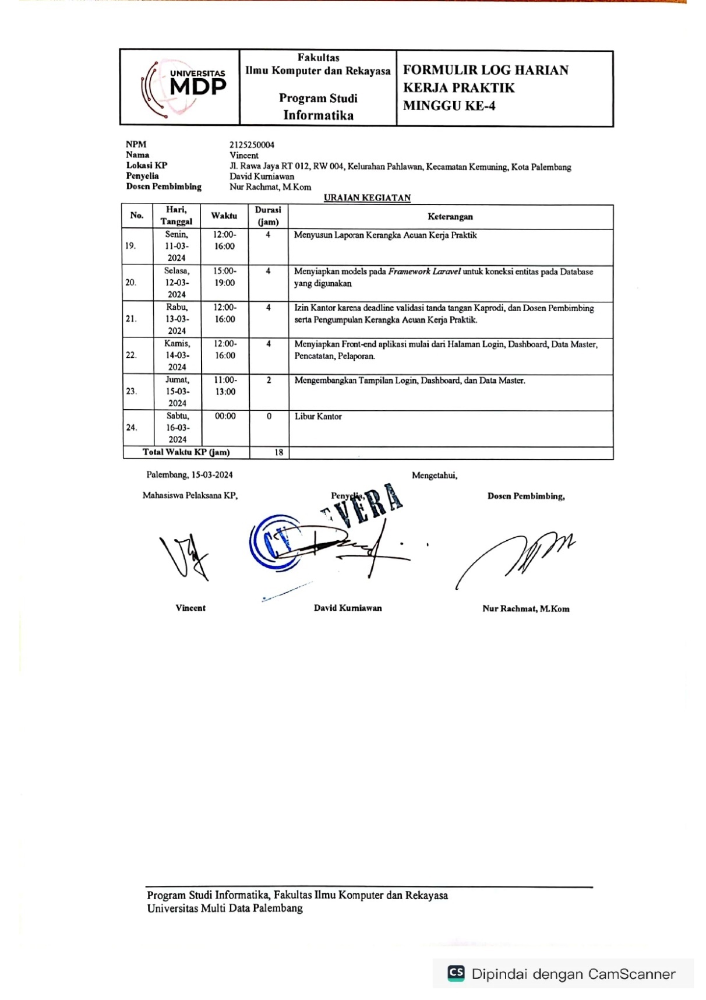 UNIVERSITAS
MDP
Fakultas
Ilmu Komputer dan Rekayasa
Program Studi
Informatika
FORMULIR LOG HARIAN
KERJA PRAKTIK
MINGGU KE-4
NPM 2125250004
Nama Vincent
Lokasi KP Jl. Rawa Jaya RT 012, RW 004, Kelurahan Pahlawan, Kecamatan Kemuning, Kota Palembang
Penyelia David Kurniawan
Dosen Pembimbing Nur Rachmat, M.Kom
URAIAN KEGIATAN
No. Hari, Tanggal Waktu Durasi (jam) Keterangan
19. Senin, 11-03-2024 12:00-16:00 4 Menyusun Laporan Kerangka Acuan Kerja Praktik
20. Selasa, 12-03-2024 15:00-19:00 4 Menyiapkan models pada Framework Laravel untuk koneksi entitas pada Database
yang digunakan
21. Rabu, 13-03-2024 12:00-16:00 4 Izin Kantor karena deadline validasi tanda tangan Kaprodi, dan Dosen Pembimbing
serta Pengumpulan Kerangka Acuan Kerja Praktik.
22. Kamis, 14-03-2024 12:00-16:00 4 Menyiapkan Front-end aplikasi mulai dari Halaman Login, Dashboard, Data Master,
Pencatatan, Pelaporan.
23. Jumat, 15-03-2024 11:00-13:00 2 Mengembangkan Tampilan Login, Dashboard, dan Data Master.
24. Sabtu, 16-03-2024 00:00 0 Libur Kantor
Total Waktu KP (jam) 18
Palembang, 15-03-2024 Mengetahui,
Mahasiswa Pelaksana KP, Penyelia, Dosen Pembimbing,
CV
Vincent David Kurniawan Nur Rachmat, M.Kom
Program Studi Informatika, Fakultas Ilmu Komputer dan Rekayasa
Universitas Multi Data Palembang
CS Dipindai dengan CamScanner